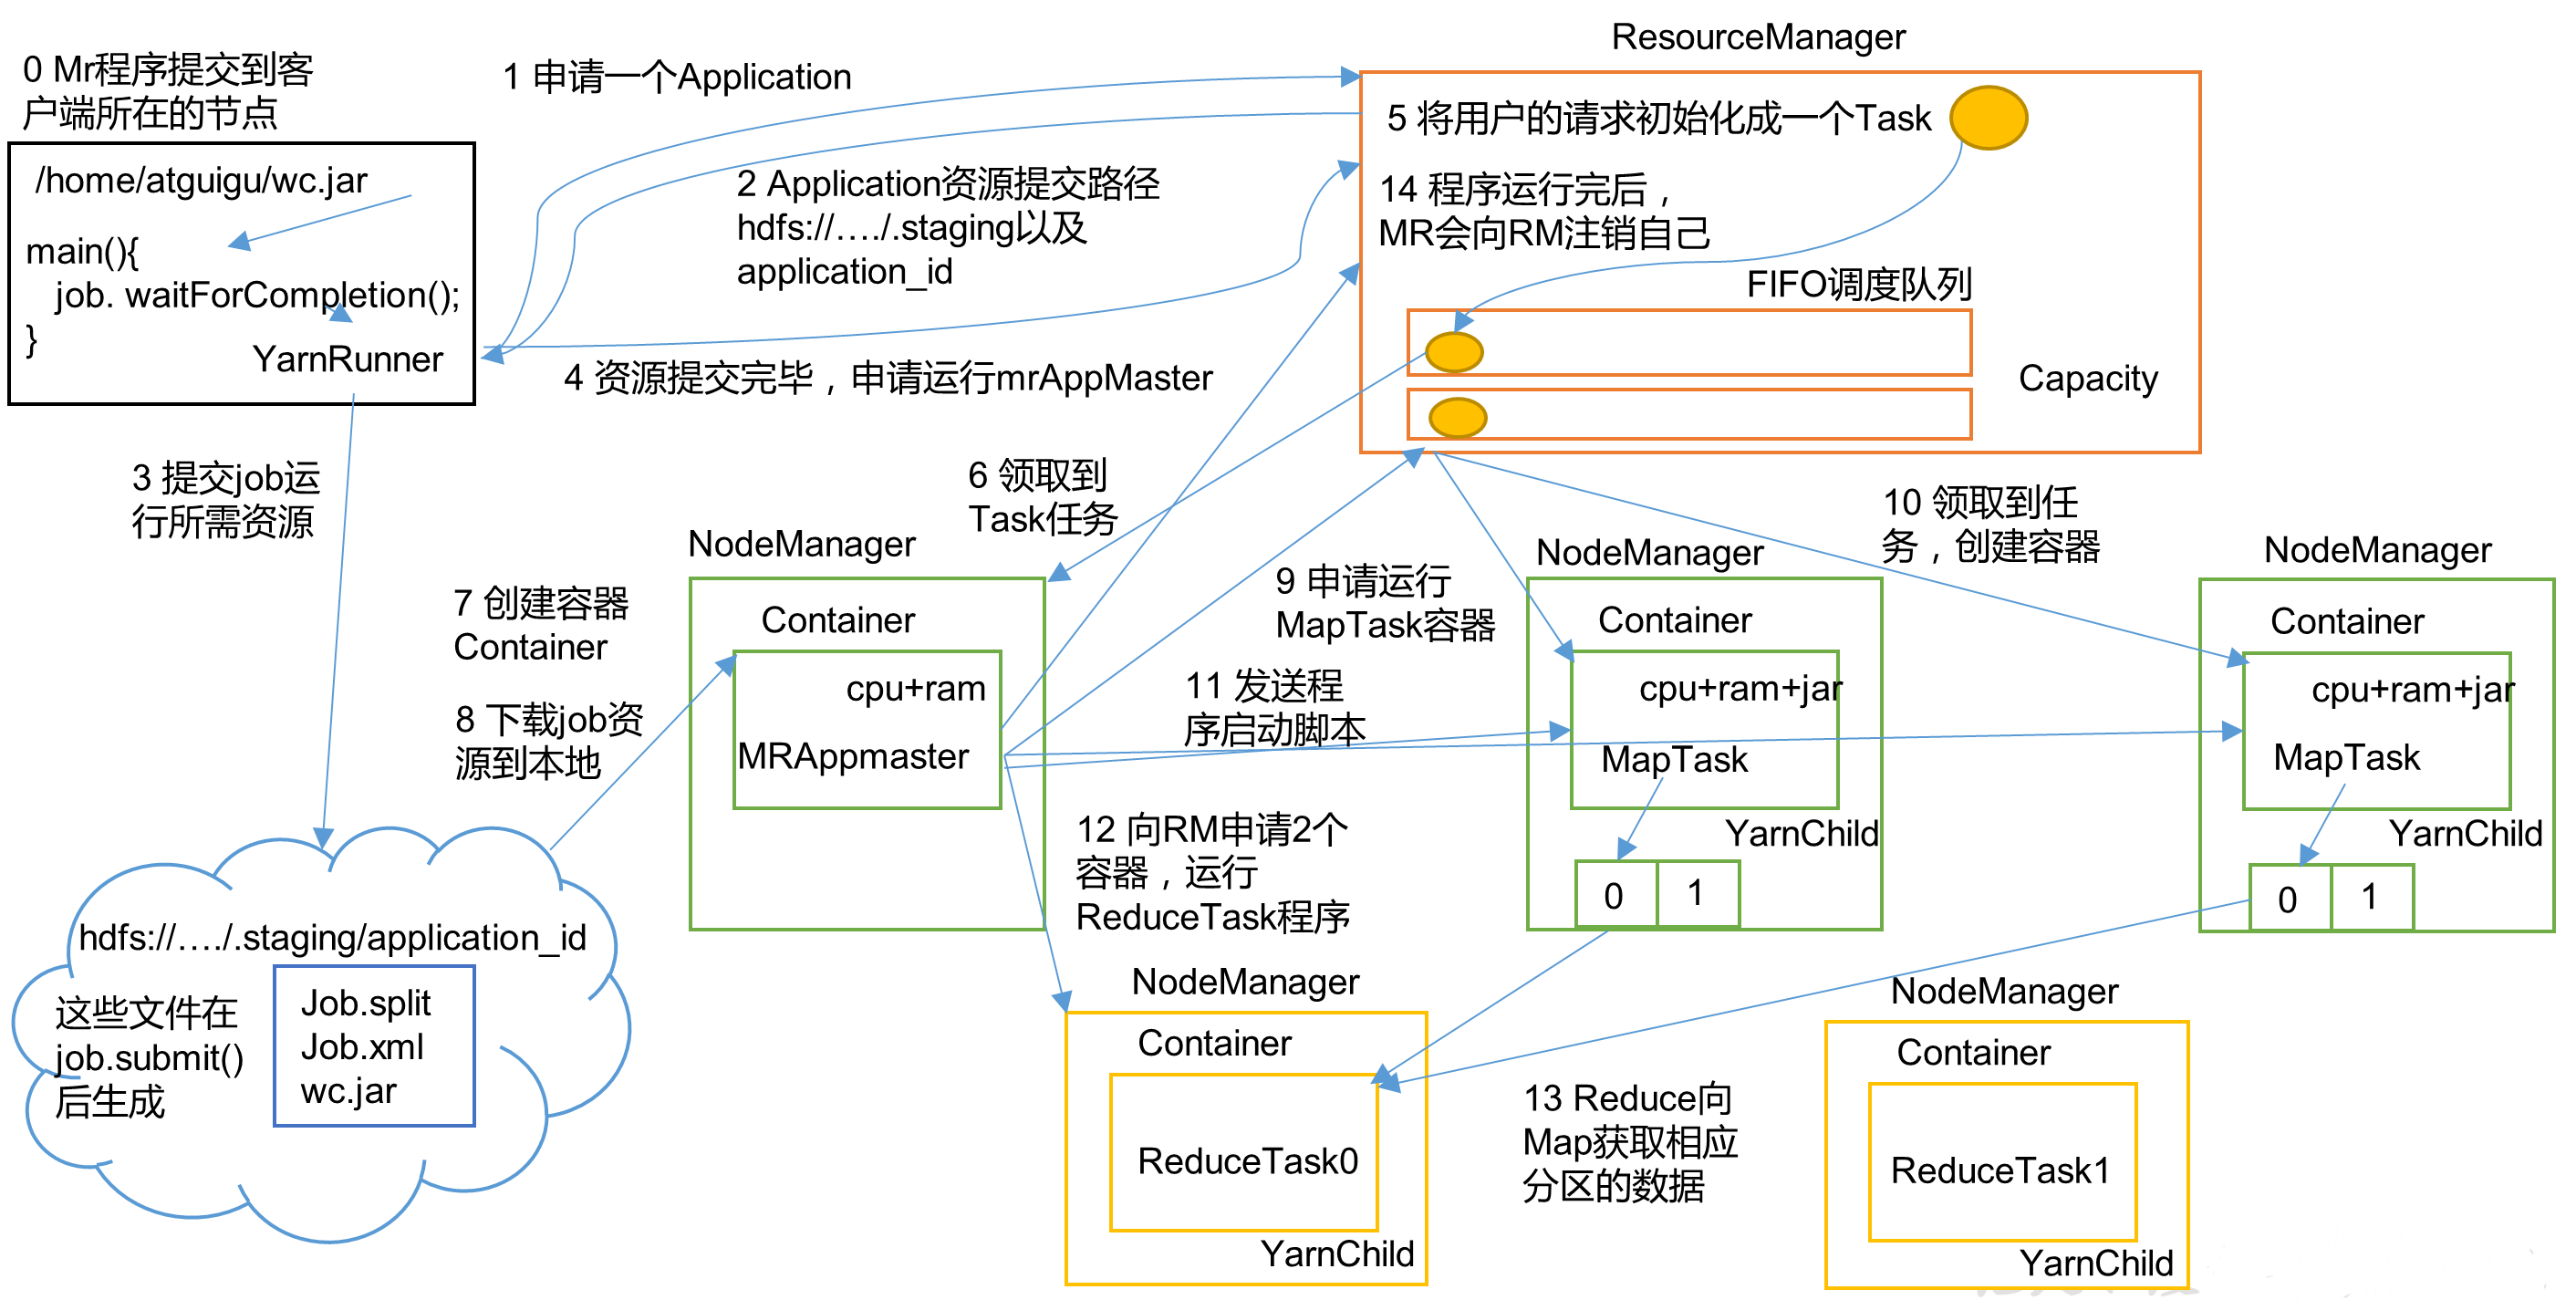 0 Mr程序提交到客
户端所在的节点
/home/atguigu/wc.jar
main(){
job. waitForCompletion();
}
YarnRunner
1 申请一个Application
2 Application资源提交路径
hdfs://…./.staging以及
application_id
4 资源提交完毕，申请运行mrAppMaster
ResourceManager
5 将用户的请求初始化成一个Task
14 程序运行完后，
MR会向RM注销自己
FIFO调度队列
Capacity
3 提交job运
行所需资源
6 领取到
Task任务
7 创建容器
Container
8 下载job资
源到本地
NodeManager
Container
cpu+ram
MRAppmaster
9 申请运行
MapTask容器
11 发送程
序启动脚本
10 领取到任
务，创建容器
NodeManager
Container
cpu+ram+jar
MapTask
YarnChild
0
1
NodeManager
Container
cpu+ram+jar
MapTask
YarnChild
0
1
12 向RM申请2个
容器，运行
ReduceTask程序
hdfs://…./.staging/application_id
这些文件在
job.submit()
后生成
Job.split
Job.xml
wc.jar
NodeManager
Container
ReduceTask0
YarnChild
13 Reduce向
Map获取相应
分区的数据
NodeManager
Container
ReduceTask1
YarnChild